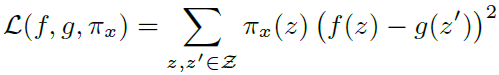 ℒ(f, g, π_x) = ∑_{z,z′∈𝒵} π_x(z) (f(z) − g(z′))²